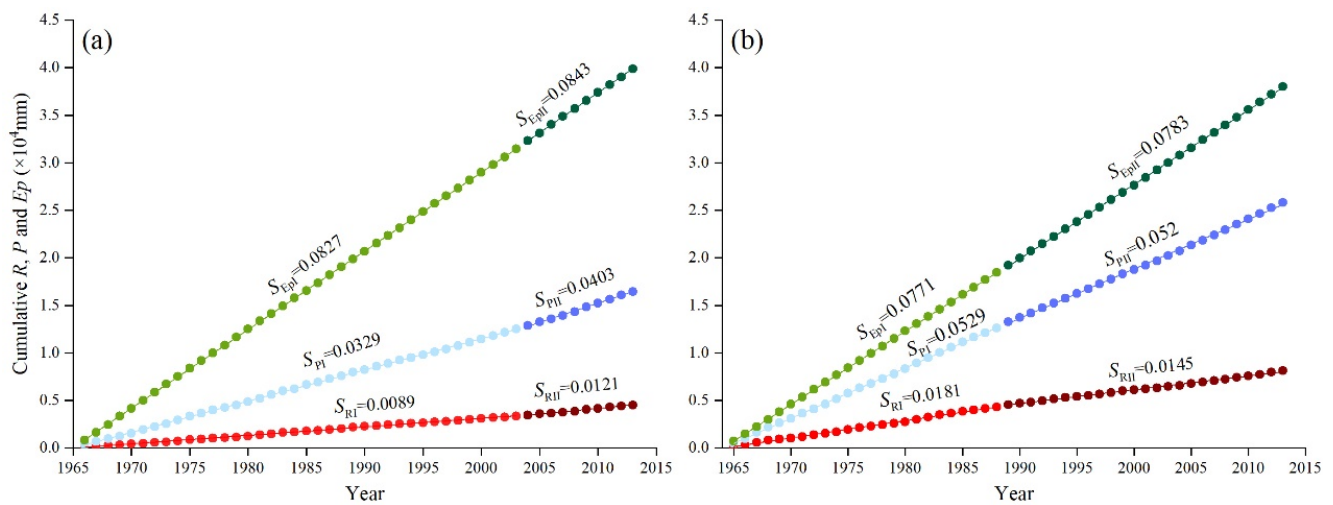 (a)
Cumulative R, P and Ep (×10⁴mm)
4.5
4.0
3.5
3.0
2.5
2.0
1.5
1.0
0.5
0.0
S_EpII=0.0843
S_EpI=0.0827
S_PII=0.0403
S_PI=0.0329
S_RII=0.0121
S_RI=0.0089
1965 1970 1975 1980 1985 1990 1995 2000 2005 2010 2015
Year
(b)
4.5
4.0
3.5
3.0
2.5
2.0
1.5
1.0
0.5
0.0
S_EpII=0.0783
S_PII=0.052
S_EpI=0.0771
S_PI=0.0529
S_RII=0.0145
S_RI=0.0181
1965 1970 1975 1980 1985 1990 1995 2000 2005 2010 2015
Year